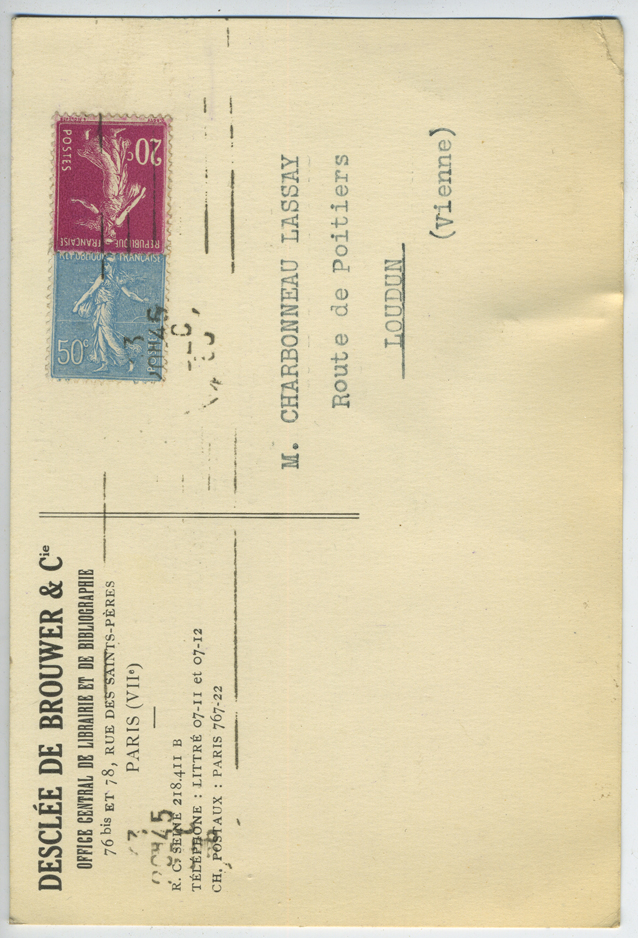 DESCLÉE DE BROUWER & Cie
OFFICE CENTRAL DE LIBRAIRIE ET DE BIBLIOGRAPHIE
76 bis ET 78, RUE DES SAINTS-PÈRES
PARIS (VIIe)
R. C. SEINE 218.411 B
TÉLÉPHONE : LITTRÉ 07-11 et 07-12
CH. POSTAUX : PARIS 767-22
REPUBLIQUE FRANÇAISE
20c
POSTES
50c
M. CHARBONNEAU LASSAY
Route de Poitiers
LOUDUN
(Vienne)